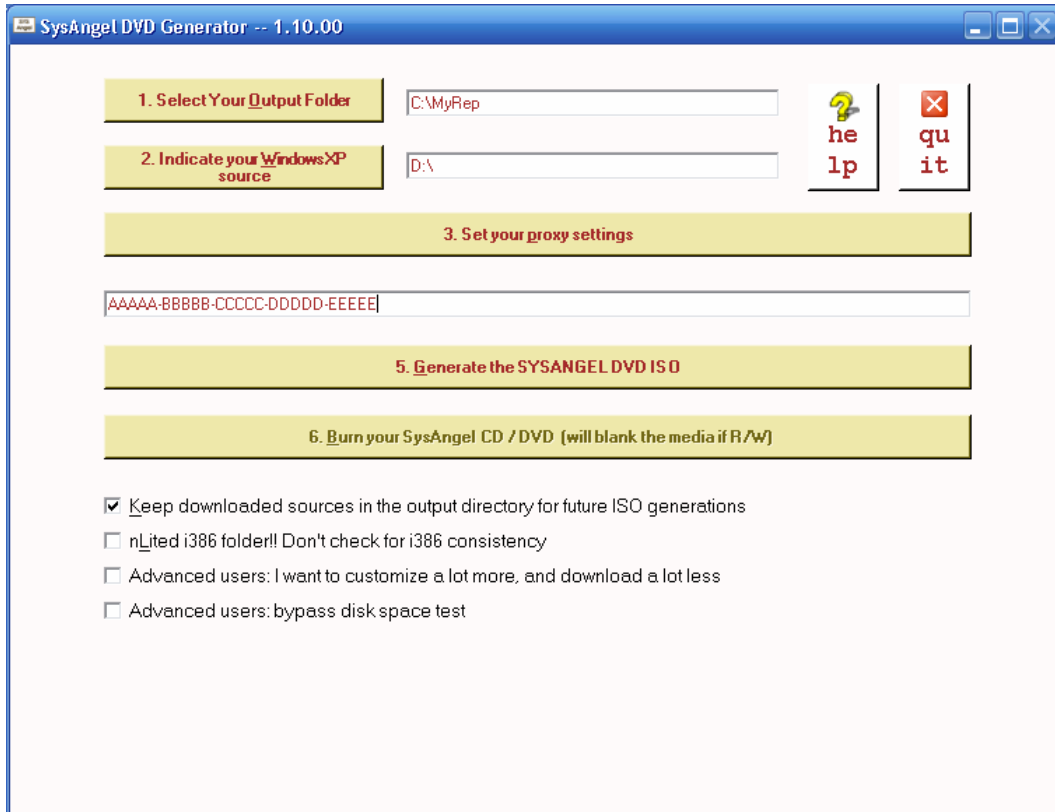 SysAngel DVD Generator -- 1.10.00
1. Select Your Output Folder
C:\MyRep
help
quit
2. Indicate your WindowsXP
source
D:\
3. Set your proxy settings
AAAAA-BBBBB-CCCCC-DDDDD-EEEEE
5. Generate the SYSANGEL DVD ISO
6. Burn your SysAngel CD / DVD (will blank the media if R/W)
Keep downloaded sources in the output directory for future ISO generations
nLited i386 folder!! Don't check for i386 consistency
Advanced users: I want to customize a lot more, and download a lot less
Advanced users: bypass disk space test